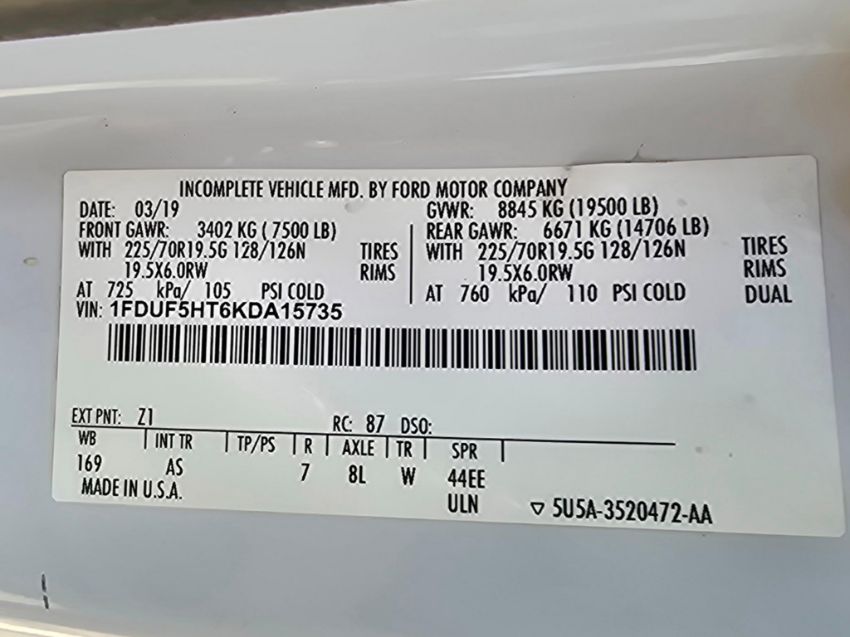 INCOMPLETE VEHICLE MFD. BY FORD MOTOR COMPANY
DATE: 03/19 GVWR: 8845 KG (19500 LB)
FRONT GAWR: 3402 KG ( 7500 LB) REAR GAWR: 6671 KG (14706 LB)
WITH 225/70R19.5G 128/126N TIRES WITH 225/70R19.5G 128/126N TIRES
19.5X6.0RW RIMS 19.5X6.0RW RIMS
AT 725 kPa/ 105 PSI COLD AT 760 kPa/ 110 PSI COLD DUAL
VIN: 1FDUF5HT6KDA15735
EXT PNT: Z1 RC: 87 DSO:
WB INT TR TP/PS R AXLE TR SPR
169 AS 7 8L W 44EE
MADE IN U.S.A. ULN ▽ 5U5A-3520472-AA